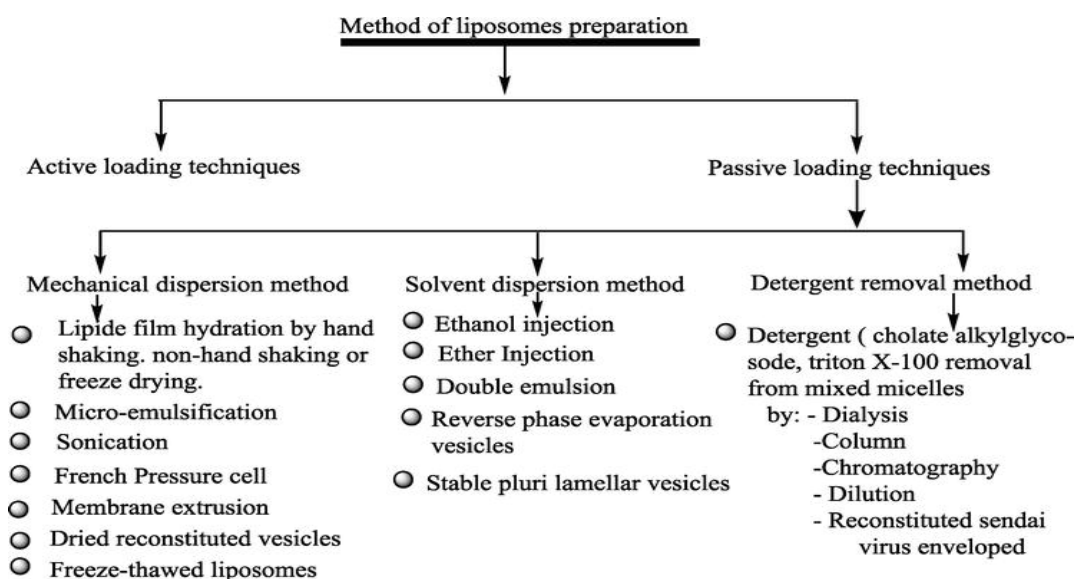 Method of liposomes preparation
Active loading techniques
Passive loading techniques
Mechanical dispersion method
Lipide film hydration by hand
shaking. non-hand shaking or
freeze drying.
Micro-emulsification
Sonication
French Pressure cell
Membrane extrusion
Dried reconstituted vesicles
Freeze-thawed liposomes
Solvent dispersion method
Ethanol injection
Ether Injection
Double emulsion
Reverse phase evaporation
vesicles
Stable pluri lamellar vesicles
Detergent removal method
Detergent ( cholate alkylglyco-
sode, triton X-100 removal
from mixed micelles
by: - Dialysis
-Column
-Chromatography
- Dilution
- Reconstituted sendai
virus enveloped